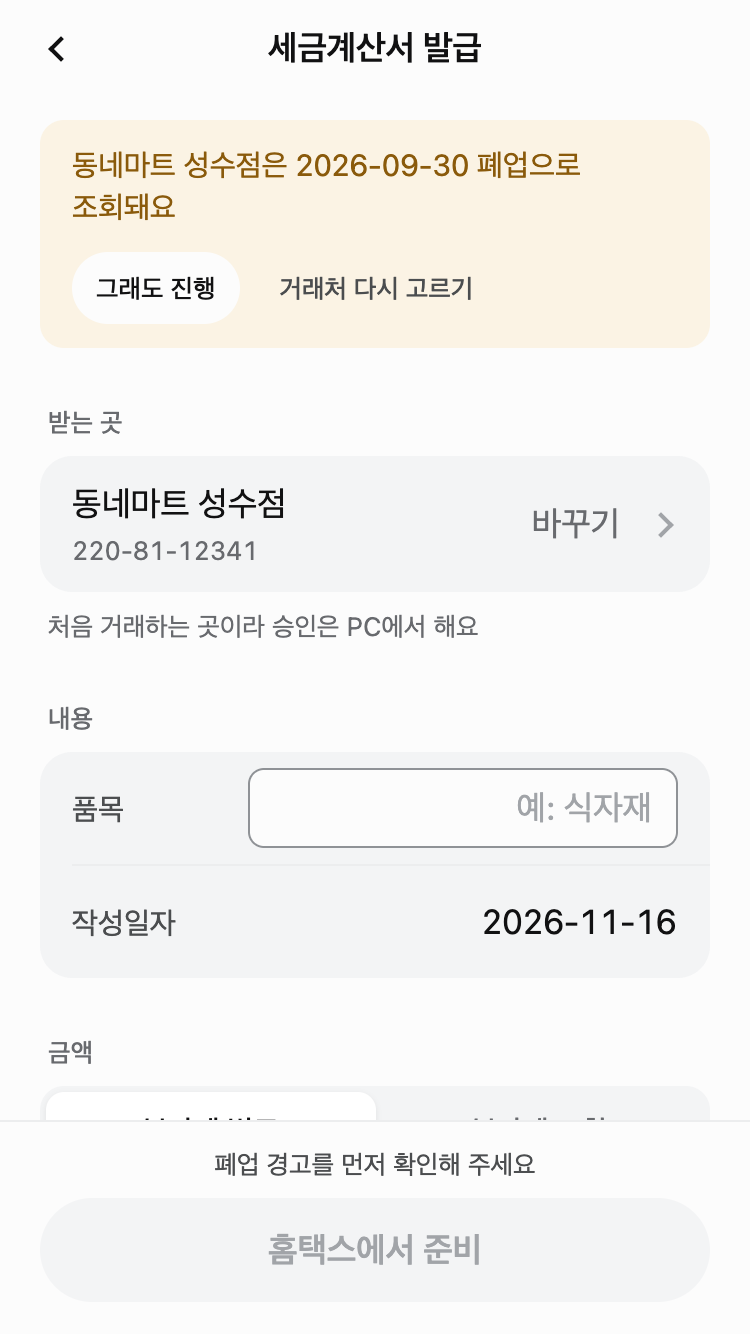 세금계산서 발급
동네마트 성수점은 2026-09-30 폐업으로
조회돼요
그래도 진행
거래처 다시 고르기
받는 곳
동네마트 성수점
220-81-12341
바꾸기
처음 거래하는 곳이라 승인은 PC에서 해요
내용
품목
예: 식자재
작성일자
2026-11-16
금액
폐업 경고를 먼저 확인해 주세요
홈택스에서 준비